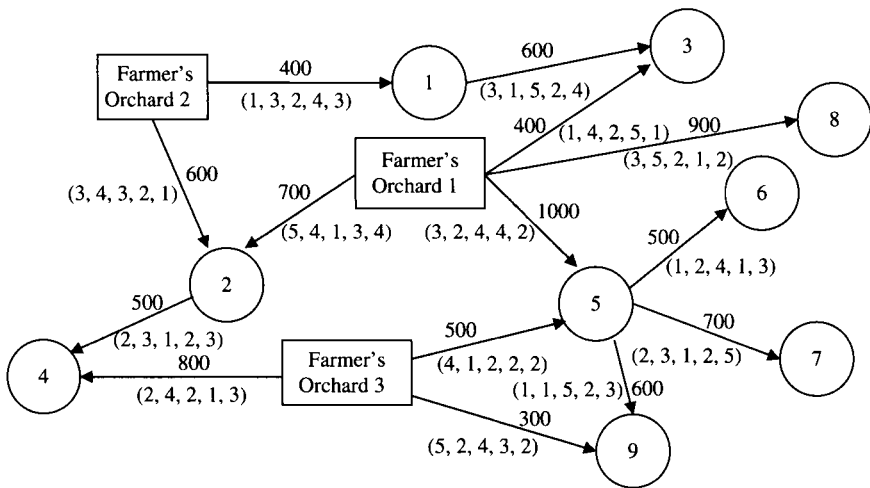 600
3
Farmer's
Orchard 2
400
1
(1, 3, 2, 4, 3)
(3, 1, 5, 2, 4)
400
(1, 4, 2, 5, 1)
900
8
(3, 5, 2, 1, 2)
Farmer's
Orchard 1
600
(3, 4, 3, 2, 1)
700
(5, 4, 1, 3, 4)
(3, 2, 4, 4, 2)
1000
6
500
(1, 2, 4, 1, 3)
2
5
500
(2, 3, 1, 2, 3)
500
(4, 1, 2, 2, 2)
700
(2, 3, 1, 2, 5)
7
4
800
(2, 4, 2, 1, 3)
Farmer's
Orchard 3
(1, 1, 5, 2, 3)
600
300
(5, 2, 4, 3, 2)
9